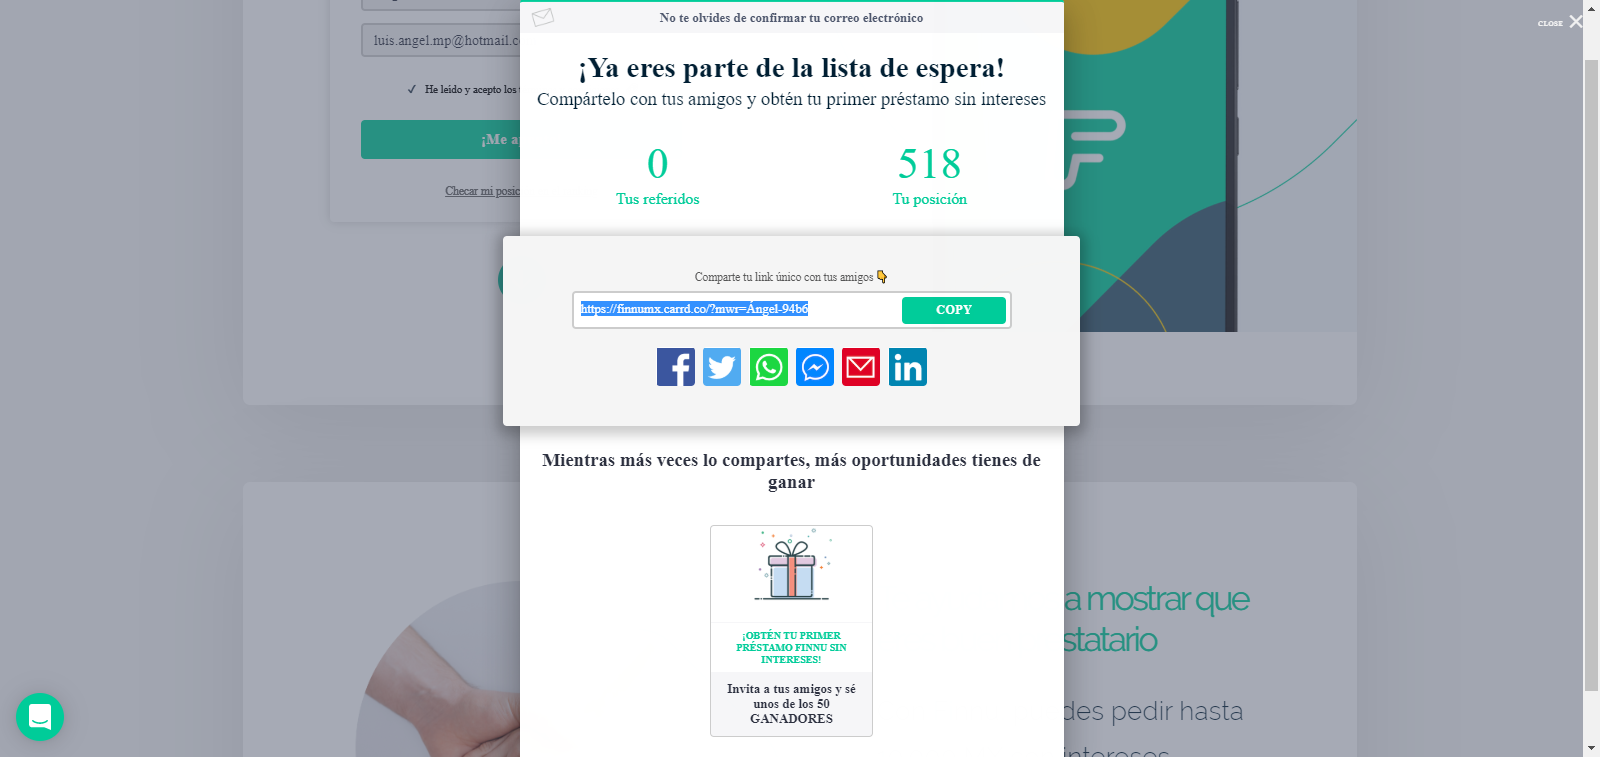 No te olvides de confirmar tu correo electrónico
CLOSE
luis.angel.mp@hotmail.c
¡Ya eres parte de la lista de espera!
Compártelo con tus amigos y obtén tu primer préstamo sin intereses
✓ He leído y acepto los
¡Me
0
518
Checar mi
Tus referidos
Tu posición
Comparte tu link único con tus amigos 👇
https://finnumx.carrd.co/?mwr=Ángel-94b6
COPY
Mientras más veces lo compartes, más oportunidades tienes de
ganar
a mostrar que
statario
¡OBTÉN TU PRIMER
PRÉSTAMO FINNU SIN
INTERESES!
Invita a tus amigos y sé
unos de los 50
GANADORES
des pedir hasta
intereses